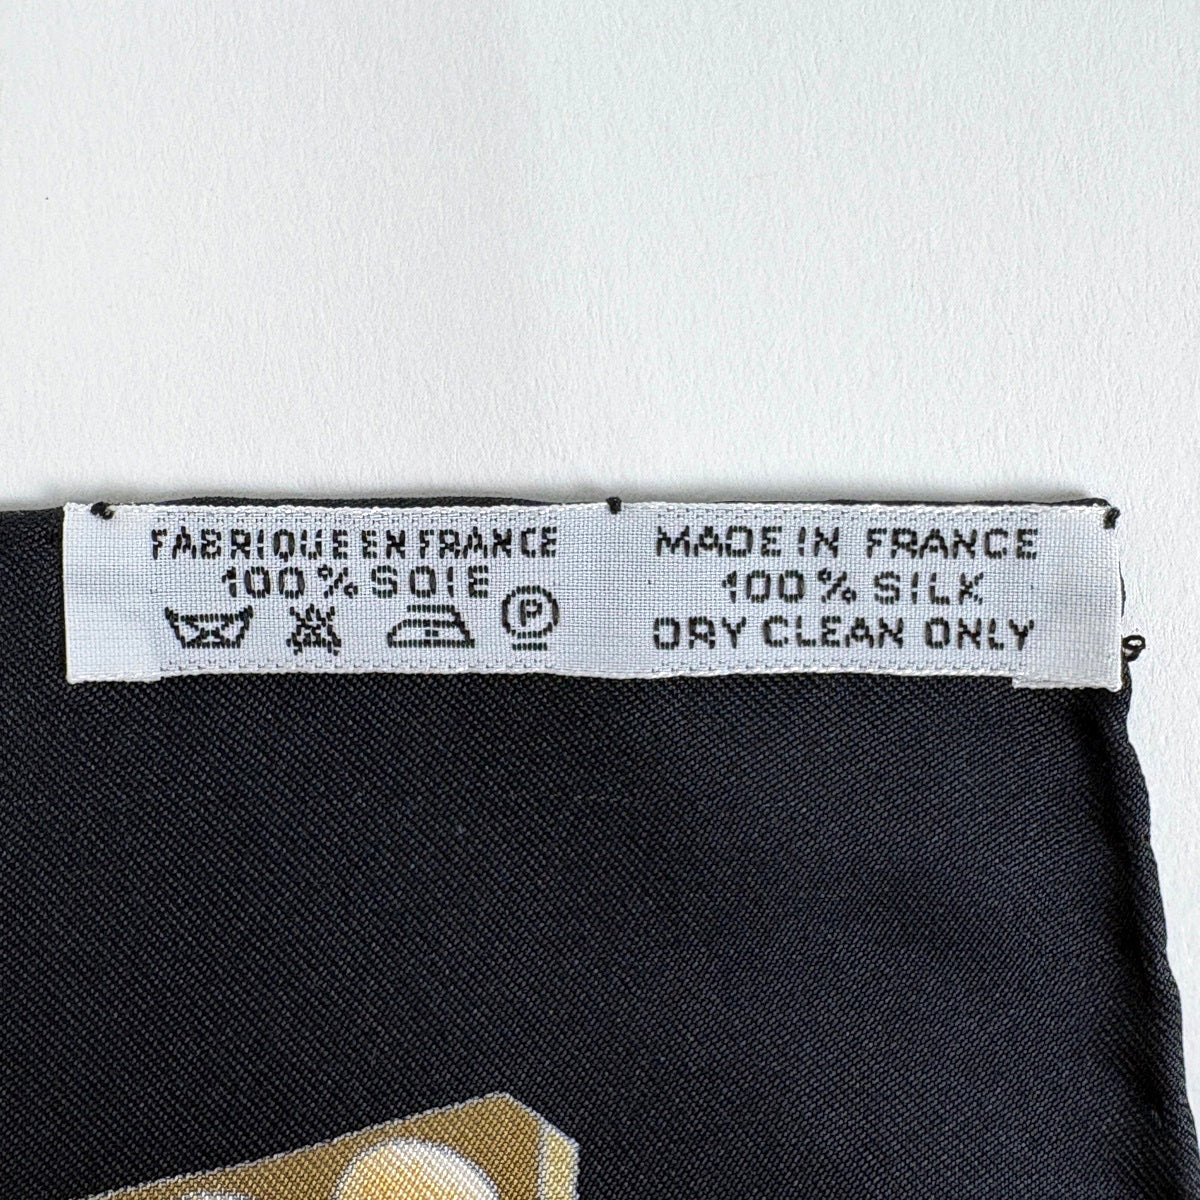 FABRIQUE EN FRANCE
100% SOIE
P
MADE IN FRANCE
100% SILK
DRY CLEAN ONLY